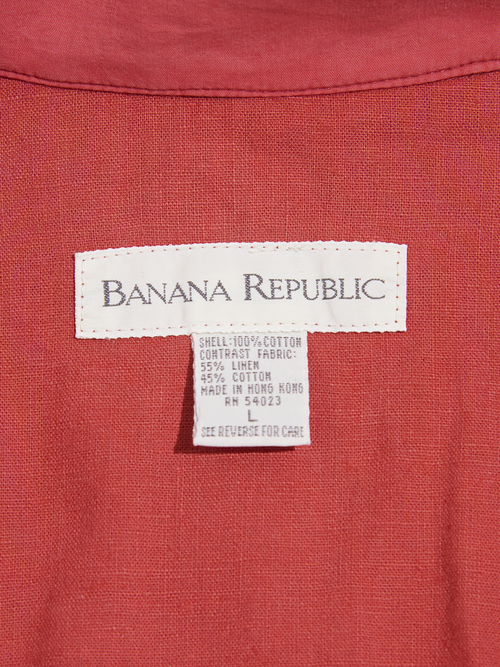 BANANA REPUBLIC
SHELL:100% COTTON
CONTRAST FABRIC:
55% LINEN
45% COTTON
MADE IN HONG KONG
RN 54023
L
SEE REVERSE FOR CARE